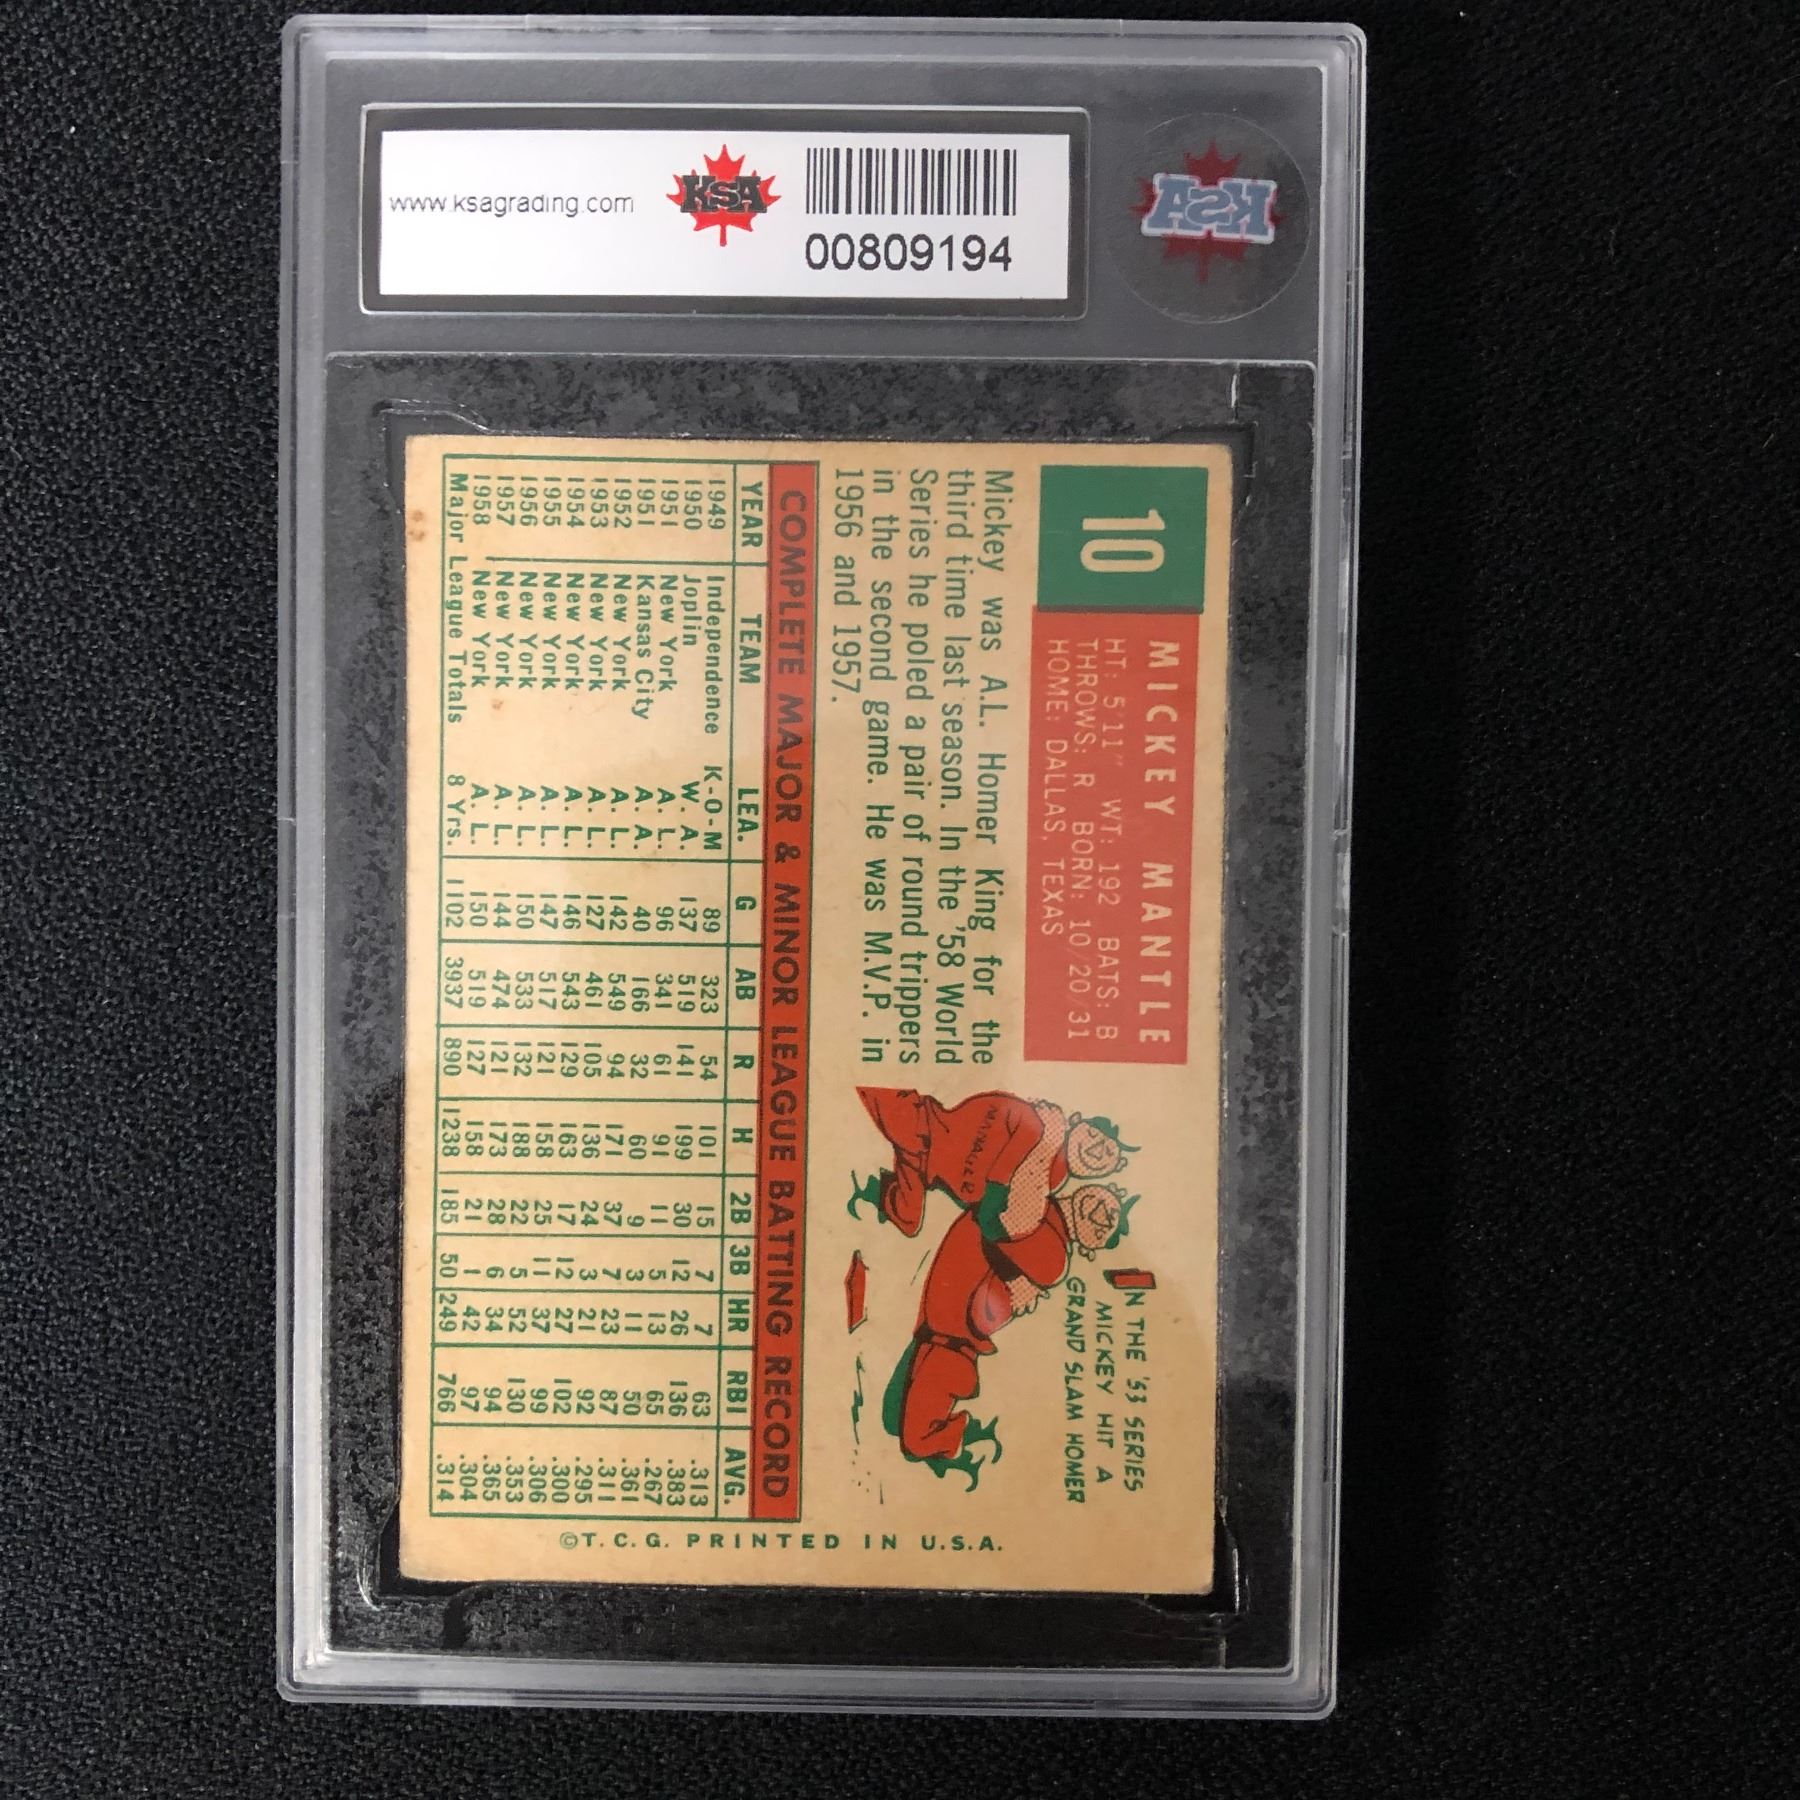 www.ksagrading.com
KSA
00809194
KSA
10
MICKEY MANTLE
HT: 5'11" WT: 192 BATS: B
THROWS: R BORN: 10/20/31
HOME: DALLAS, TEXAS
Mickey was A.L. Homer King for the
third time last season. In the '58 World
Series he poled a pair of round trippers
in the second game. He was M.V.P. in
1956 and 1957.
IN THE '53 SERIES
MICKEY HIT A
GRAND SLAM HOMER
COMPLETE MAJOR & MINOR LEAGUE BATTING RECORD
YEAR TEAM LEA. G AB R H 2B 3B HR RBI AVG.
1949 Independence K-O-M 89 323 54 101 15 7 7 63 .313
1950 Joplin W. A. 137 519 141 199 30 12 26 136 .383
1951 New York A. L. 96 341 61 91 11 5 13 65 .267
1951 Kansas City A. A. 40 166 32 60 9 3 11 50 .361
1952 New York A. L. 142 549 94 171 37 7 23 87 .311
1953 New York A. L. 127 461 105 136 24 3 21 92 .295
1954 New York A. L. 146 543 129 163 17 12 27 102 .300
1955 New York A. L. 147 517 121 158 25 11 37 99 .306
1956 New York A. L. 150 533 132 188 22 5 52 130 .353
1957 New York A. L. 144 474 121 173 28 6 34 94 .365
1958 New York A. L. 150 519 127 158 21 1 42 97 .304
Major League Totals 8 Yrs. 1102 3937 890 1238 185 50 249 766 .314
©T.C.G. PRINTED IN U.S.A.